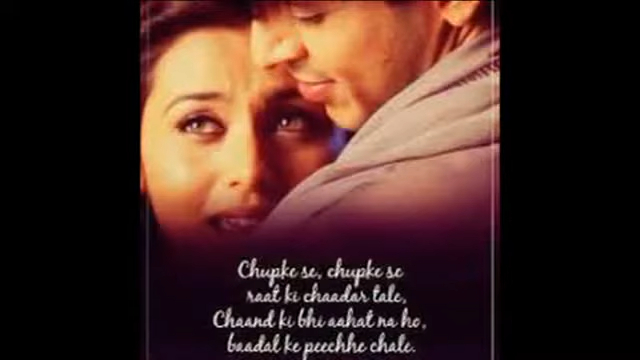 Chupke se, chupke se
raat ki chaadar tale,
Chaand ki bhi aahat na ho,
baadal ke peechhe chale.